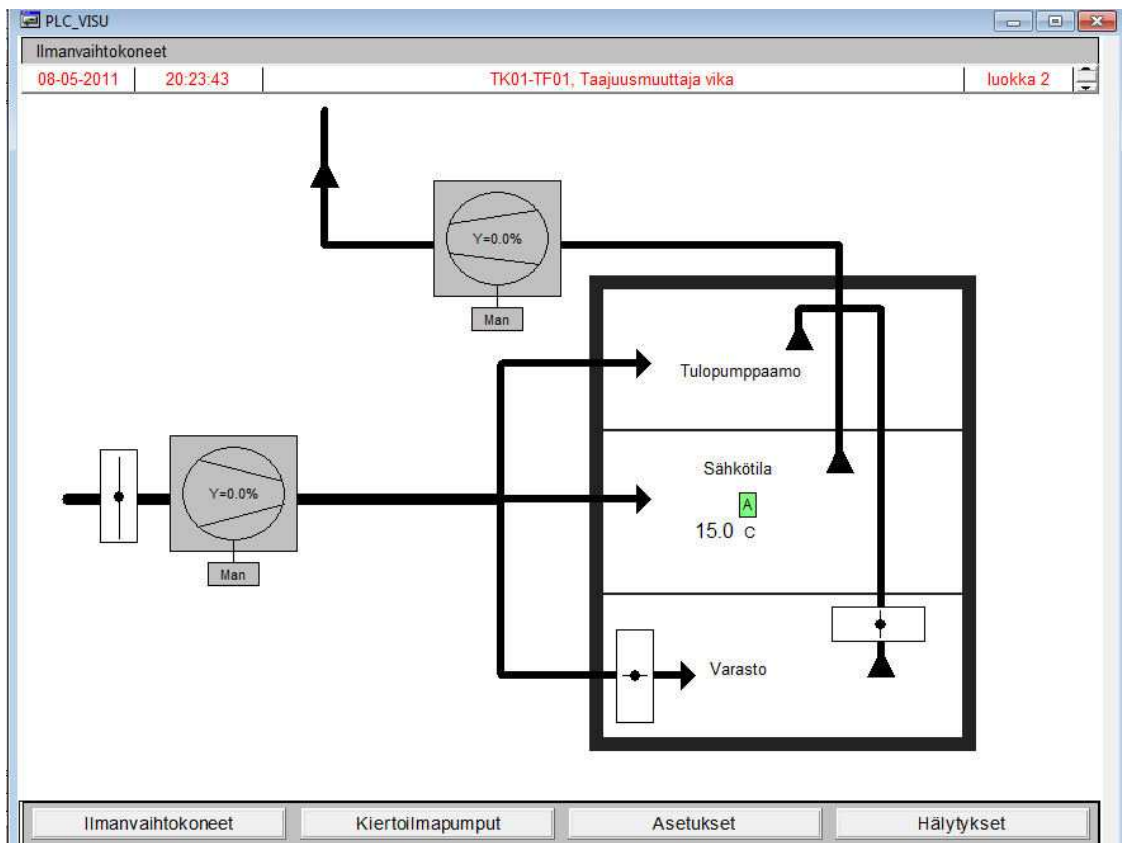 PLC_VISU
Ilmanvaihtokoneet
08-05-2011 20:23:43 TK01-TF01, Taajuusmuuttaja vika luokka 2
Y=0.0%
Man
Tulopumppaamo
Sähkötila
A
15.0 C
Y=0.0%
Man
Varasto
Ilmanvaihtokoneet Kiertoilmapumput Asetukset Hälytykset